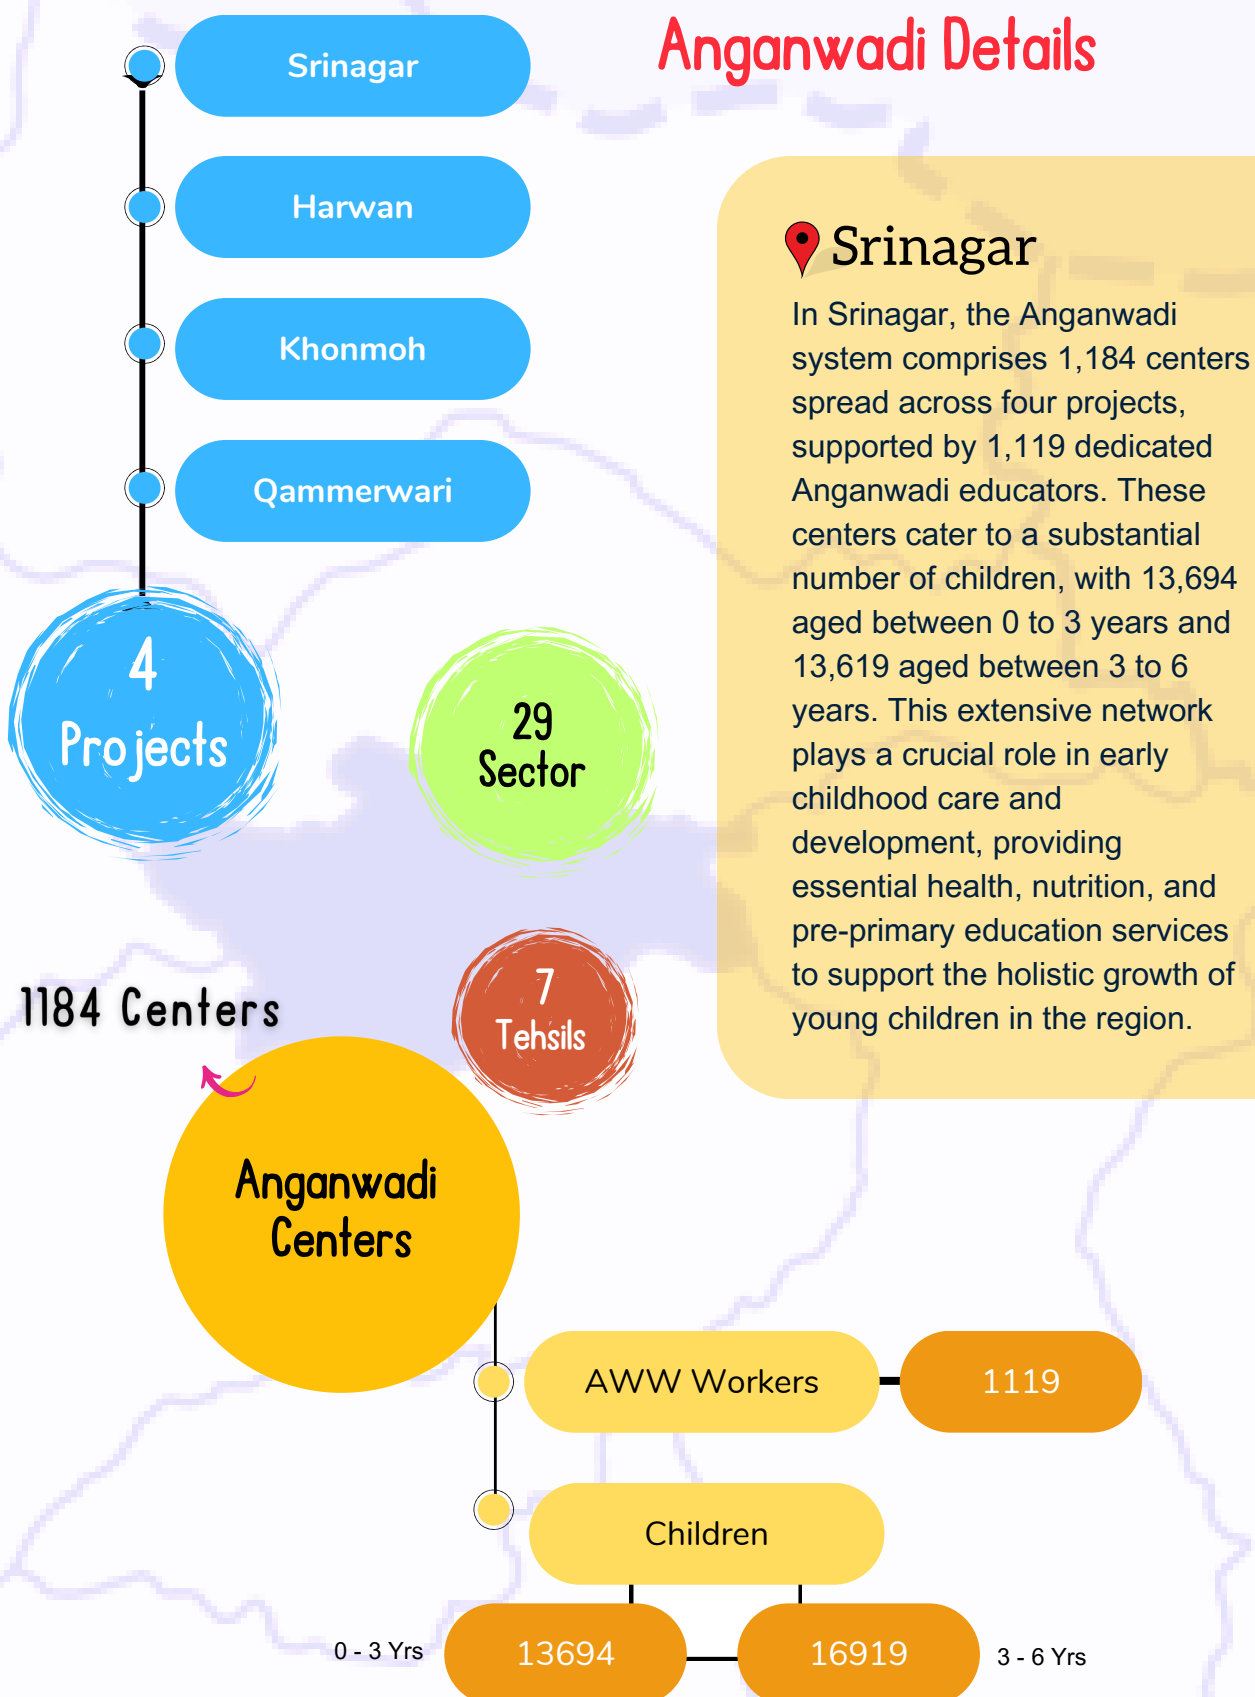 Anganwadi Details
Srinagar
Harwan
Khonmoh
Qammerwari
4
Projects
29
Sector
7
Tehsils
Srinagar
In Srinagar, the Anganwadi
system comprises 1,184 centers
spread across four projects,
supported by 1,119 dedicated
Anganwadi educators. These
centers cater to a substantial
number of children, with 13,694
aged between 0 to 3 years and
13,619 aged between 3 to 6
years. This extensive network
plays a crucial role in early
childhood care and
development, providing
essential health, nutrition, and
pre-primary education services
to support the holistic growth of
young children in the region.
1184 Centers
Anganwadi
Centers
AWW Workers
1119
Children
0 - 3 Yrs
13694
16919
3 - 6 Yrs